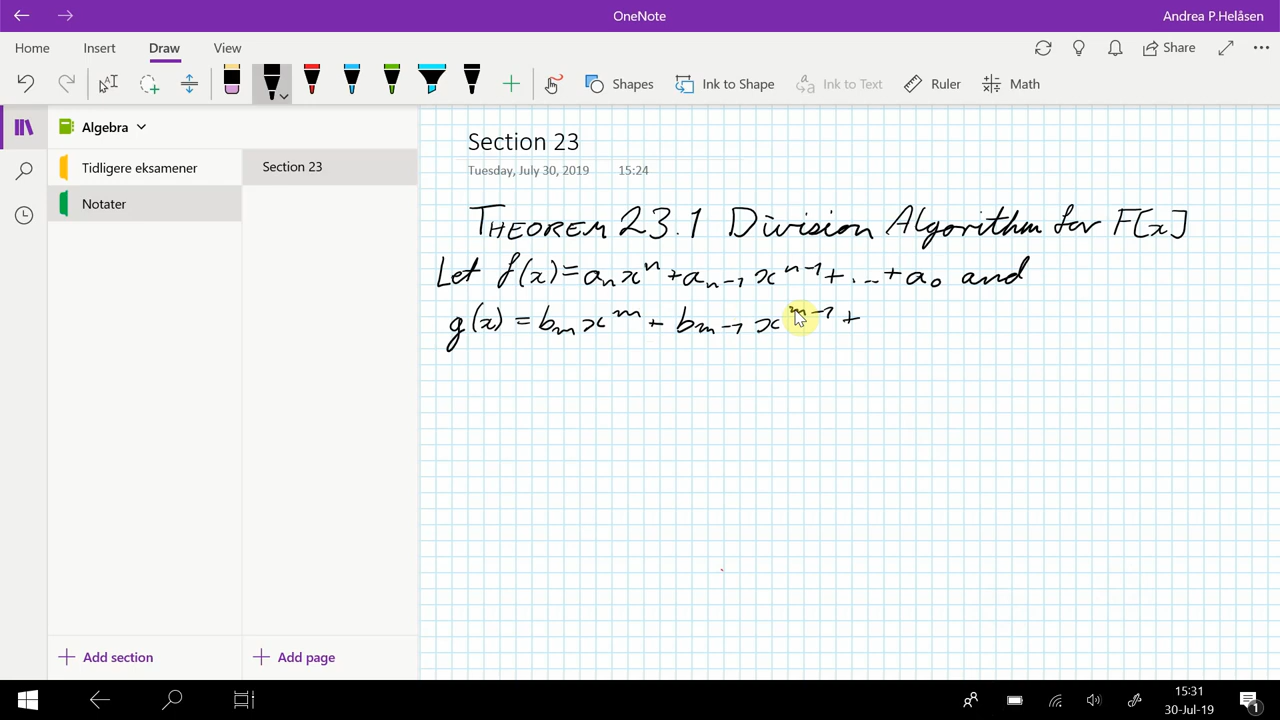 OneNote
Andrea P.Helåsen
Home Insert Draw View
Share
Shapes Ink to Shape Ink to Text Ruler Math
Algebra
Tidligere eksamener
Notater
Section 23
Section 23
Tuesday, July 30, 2019 15:24
THEOREM 23.1 Division Algorithm for F[x]
Let f(x) = aₙxⁿ + aₙ₋₁xⁿ⁻¹ + ... + a₀ and
g(x) = bₘxᵐ + bₘ₋₁xᵐ⁻¹ +
Add section
Add page
15:31
30-Jul-19
1